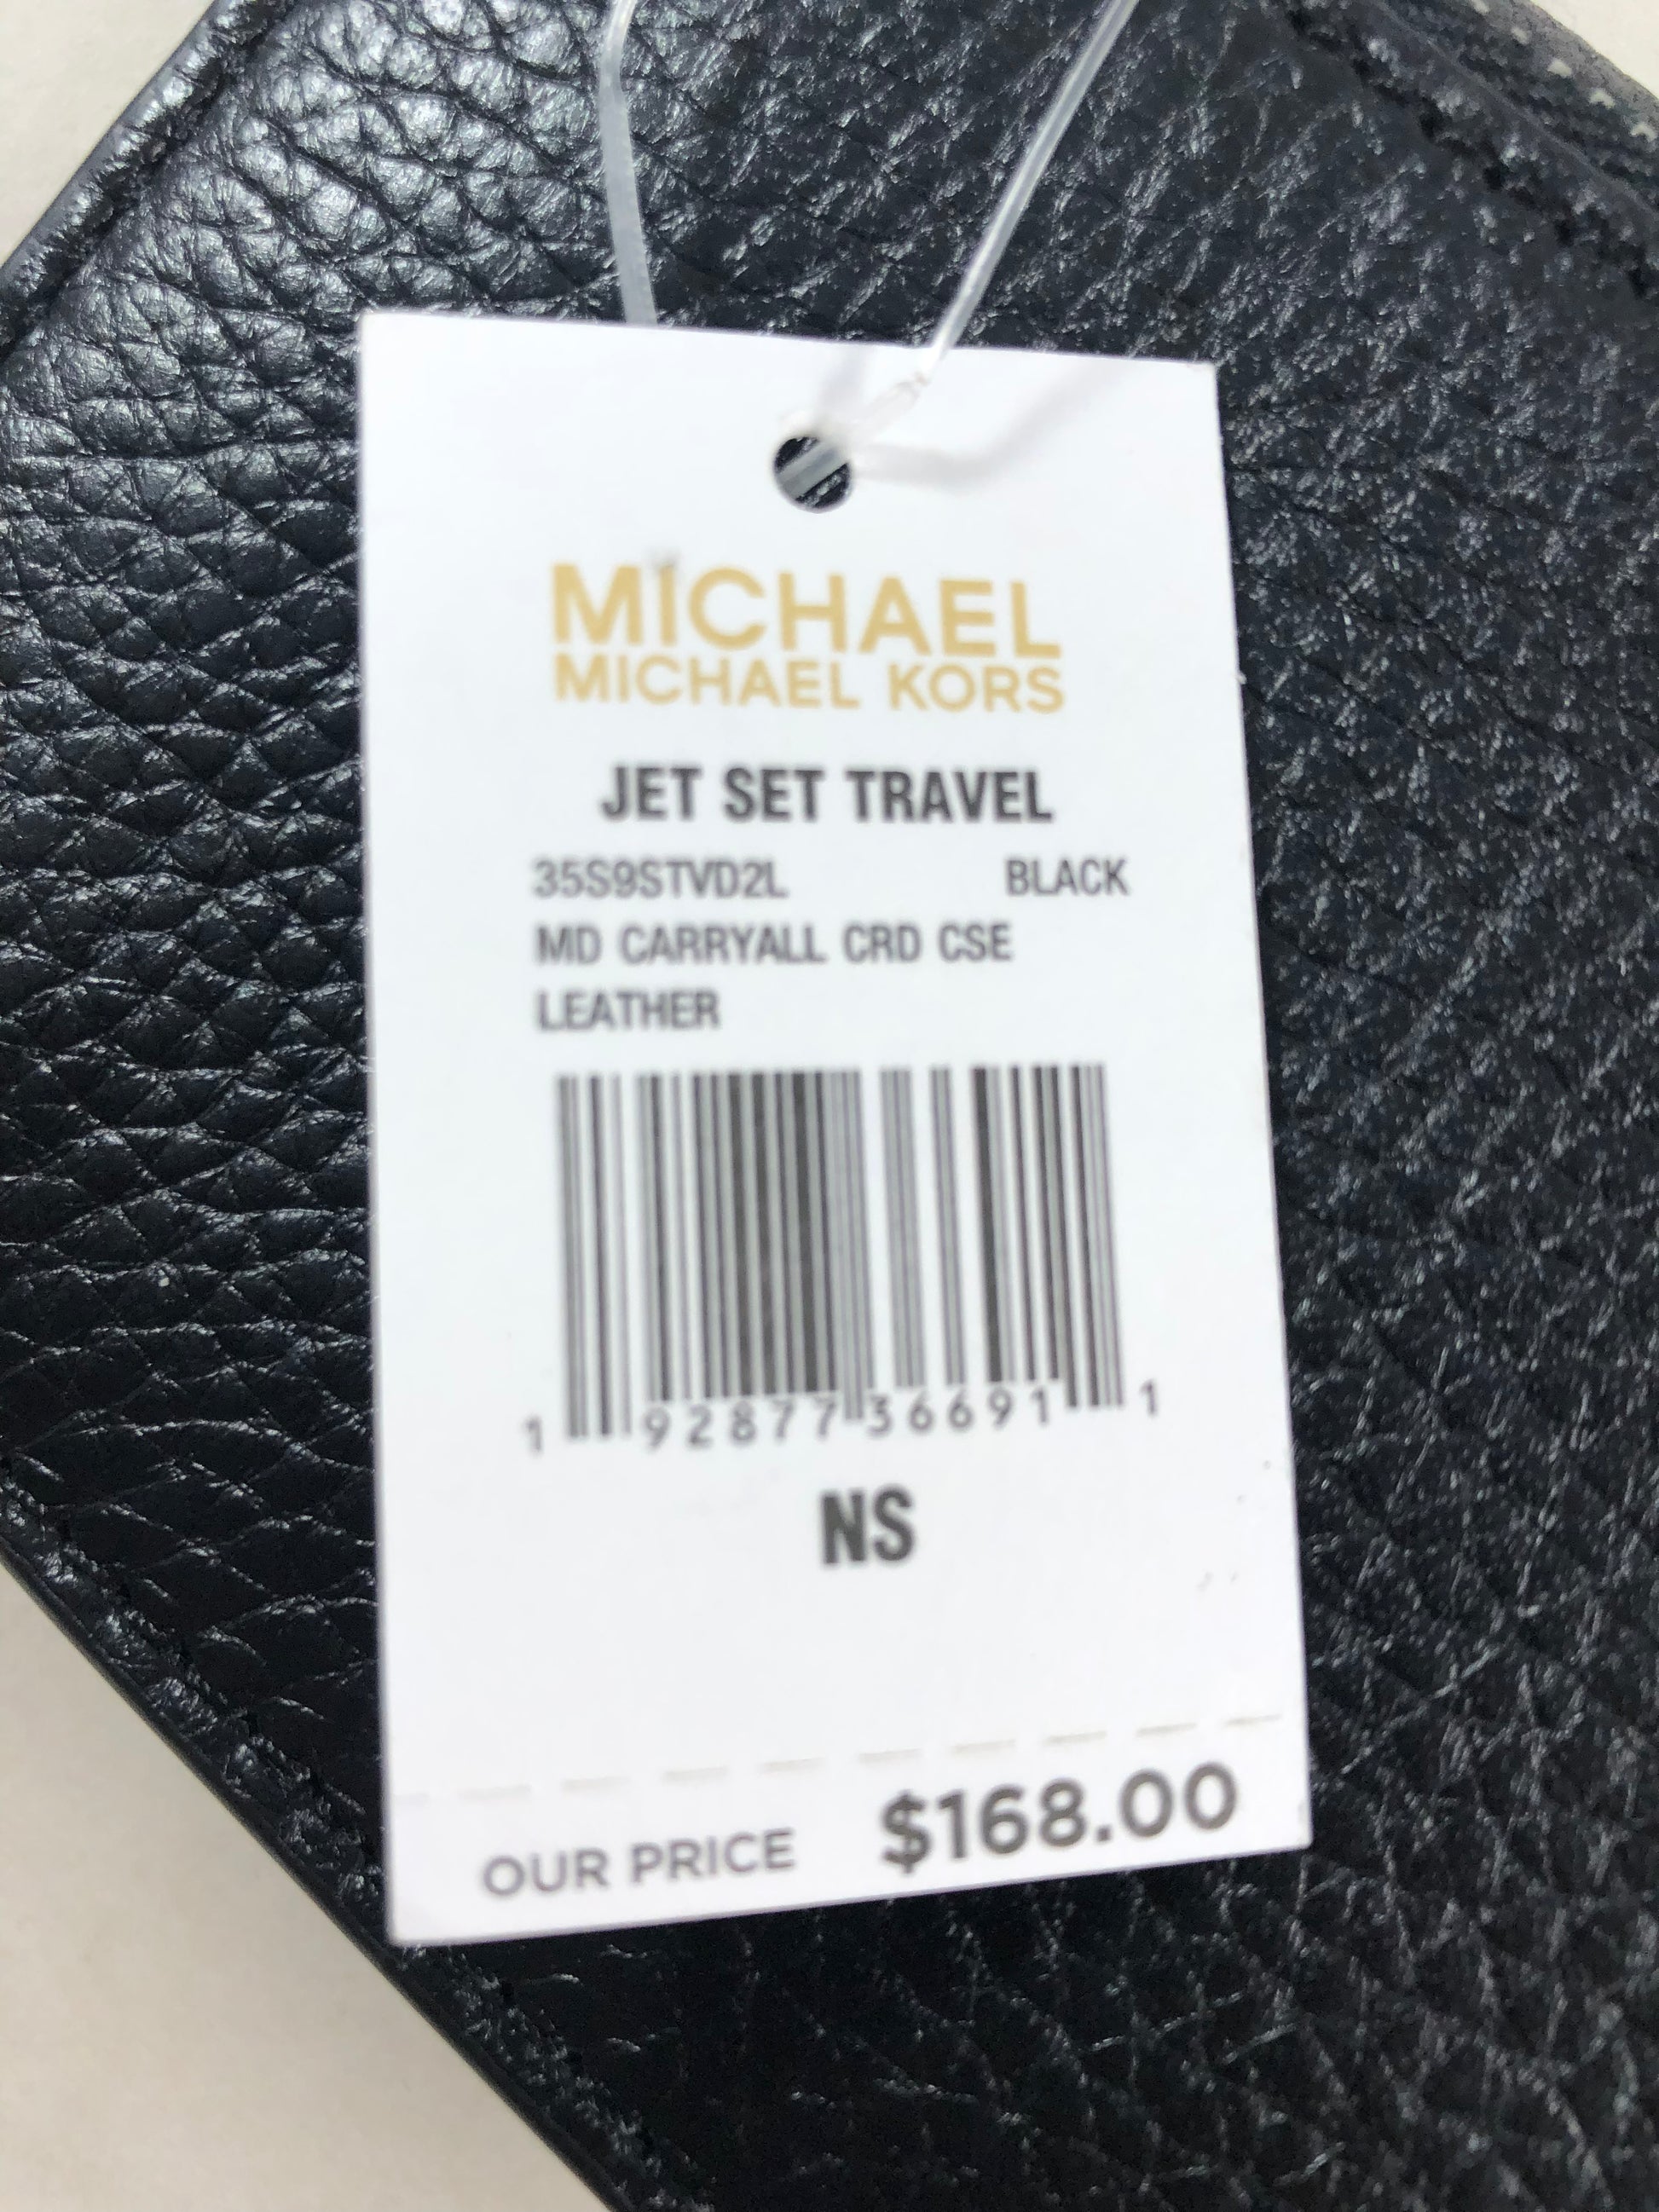 MICHAEL
MICHAEL KORS
JET SET TRAVEL
35S9STVD2L BLACK
MD CARRYALL CRD CSE
LEATHER
1 92877 36691 1
NS
OUR PRICE $168.00